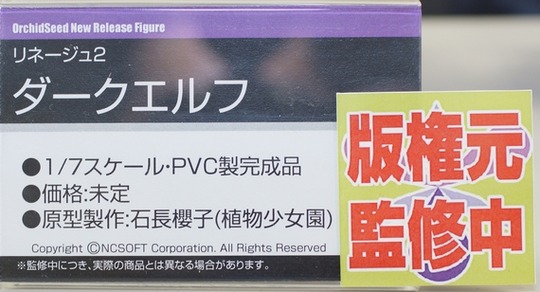 OrchidSeed New Release Figure
リネージュ2
ダークエルフ
●1/7スケール・PVC製完成品
●価格:未定
●原型製作:石長櫻子(植物少女園)
Copyright ©NCSOFT Corporation. All Rights Reserved
※監修中につき、実際の商品とは異なる場合があります。
版権元
監修中